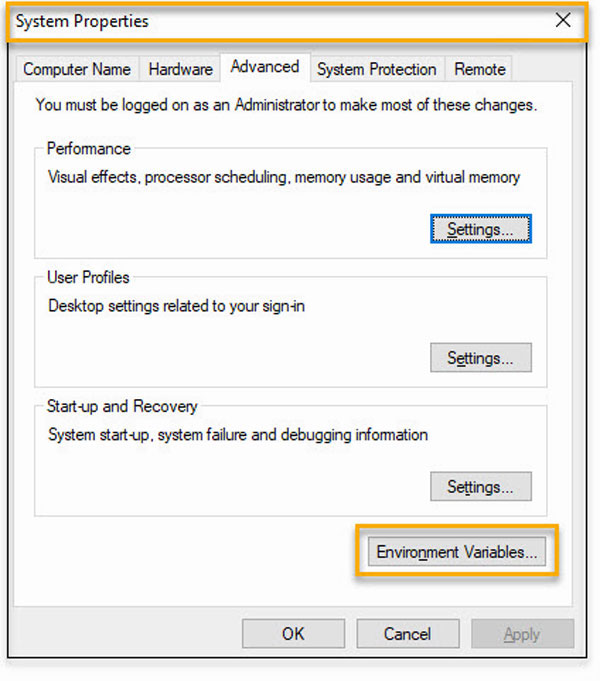 System Properties
Computer Name Hardware Advanced System Protection Remote
You must be logged on as an Administrator to make most of these changes.
Performance
Visual effects, processor scheduling, memory usage and virtual memory
Settings...
User Profiles
Desktop settings related to your sign-in
Settings...
Start-up and Recovery
System start-up, system failure and debugging information
Settings...
Environment Variables...
OK Cancel Apply